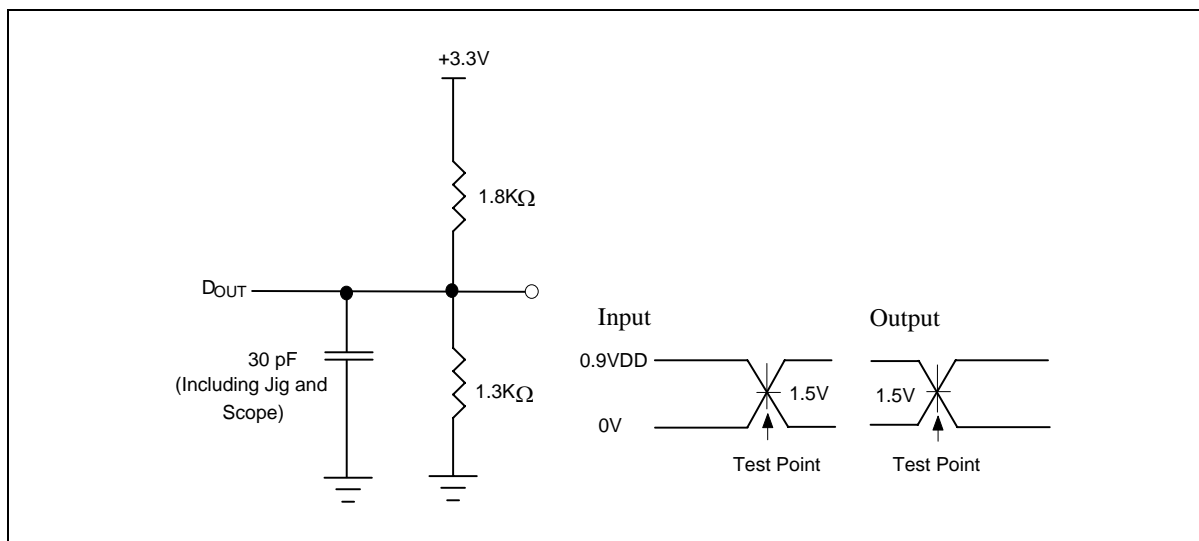 +3.3V
1.8KΩ
DOUT
30 pF
(Including Jig and
Scope)
1.3KΩ
Input
Output
0.9VDD
1.5V
1.5V
0V
Test Point
Test Point